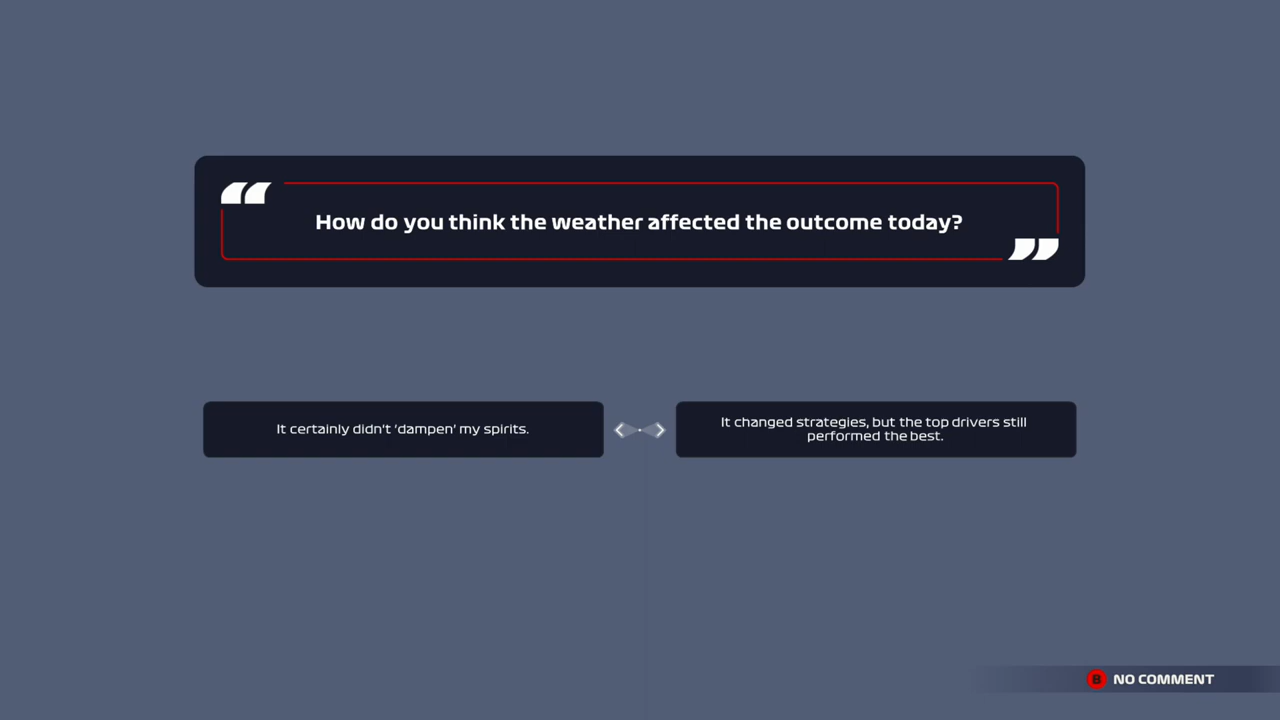 How do you think the weather affected the outcome today?
It certainly didn't 'dampen' my spirits.
It changed strategies, but the top drivers still
performed the best.
B NO COMMENT